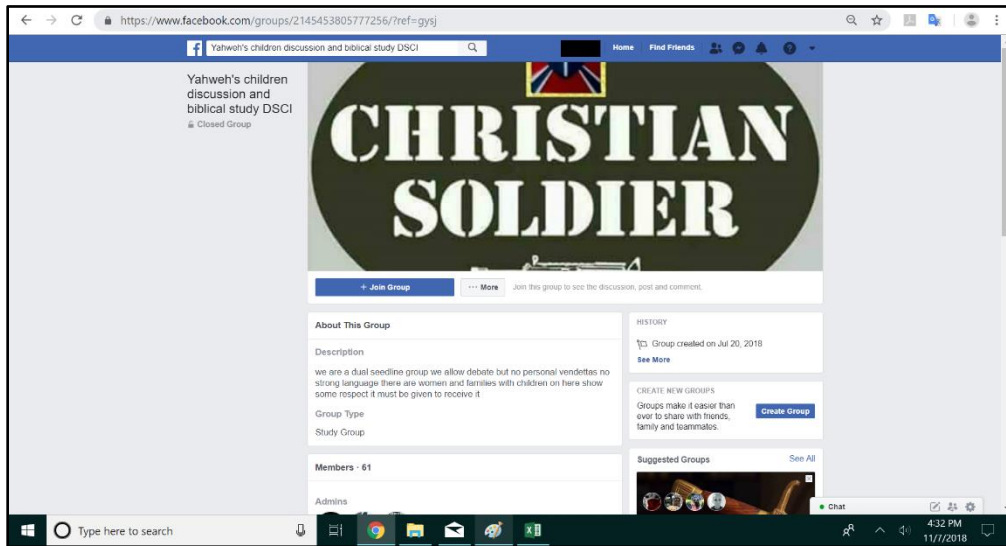 https://www.facebook.com/groups/2145453805777256/?ref=gysj
Yahweh's children discussion and biblical study DSCI
Home Find Friends
Yahweh's children
discussion and
biblical study DSCI
Closed Group
CHRISTIAN
SOLDIER
+ Join Group
··· More
Join this group to see the discussion, post and comment.
About This Group
Description
we are a dual seedline group we allow debate but no personal vendettas no
strong language there are women and families with children on here show
some respect it must be given to receive it
Group Type
Study Group
Members · 61
Admins
HISTORY
Group created on Jul 20, 2018
See More
CREATE NEW GROUPS
Groups make it easier than
ever to share with friends,
family and teammates.
Create Group
Suggested Groups See All
Chat
Type here to search
4:32 PM
11/7/2018